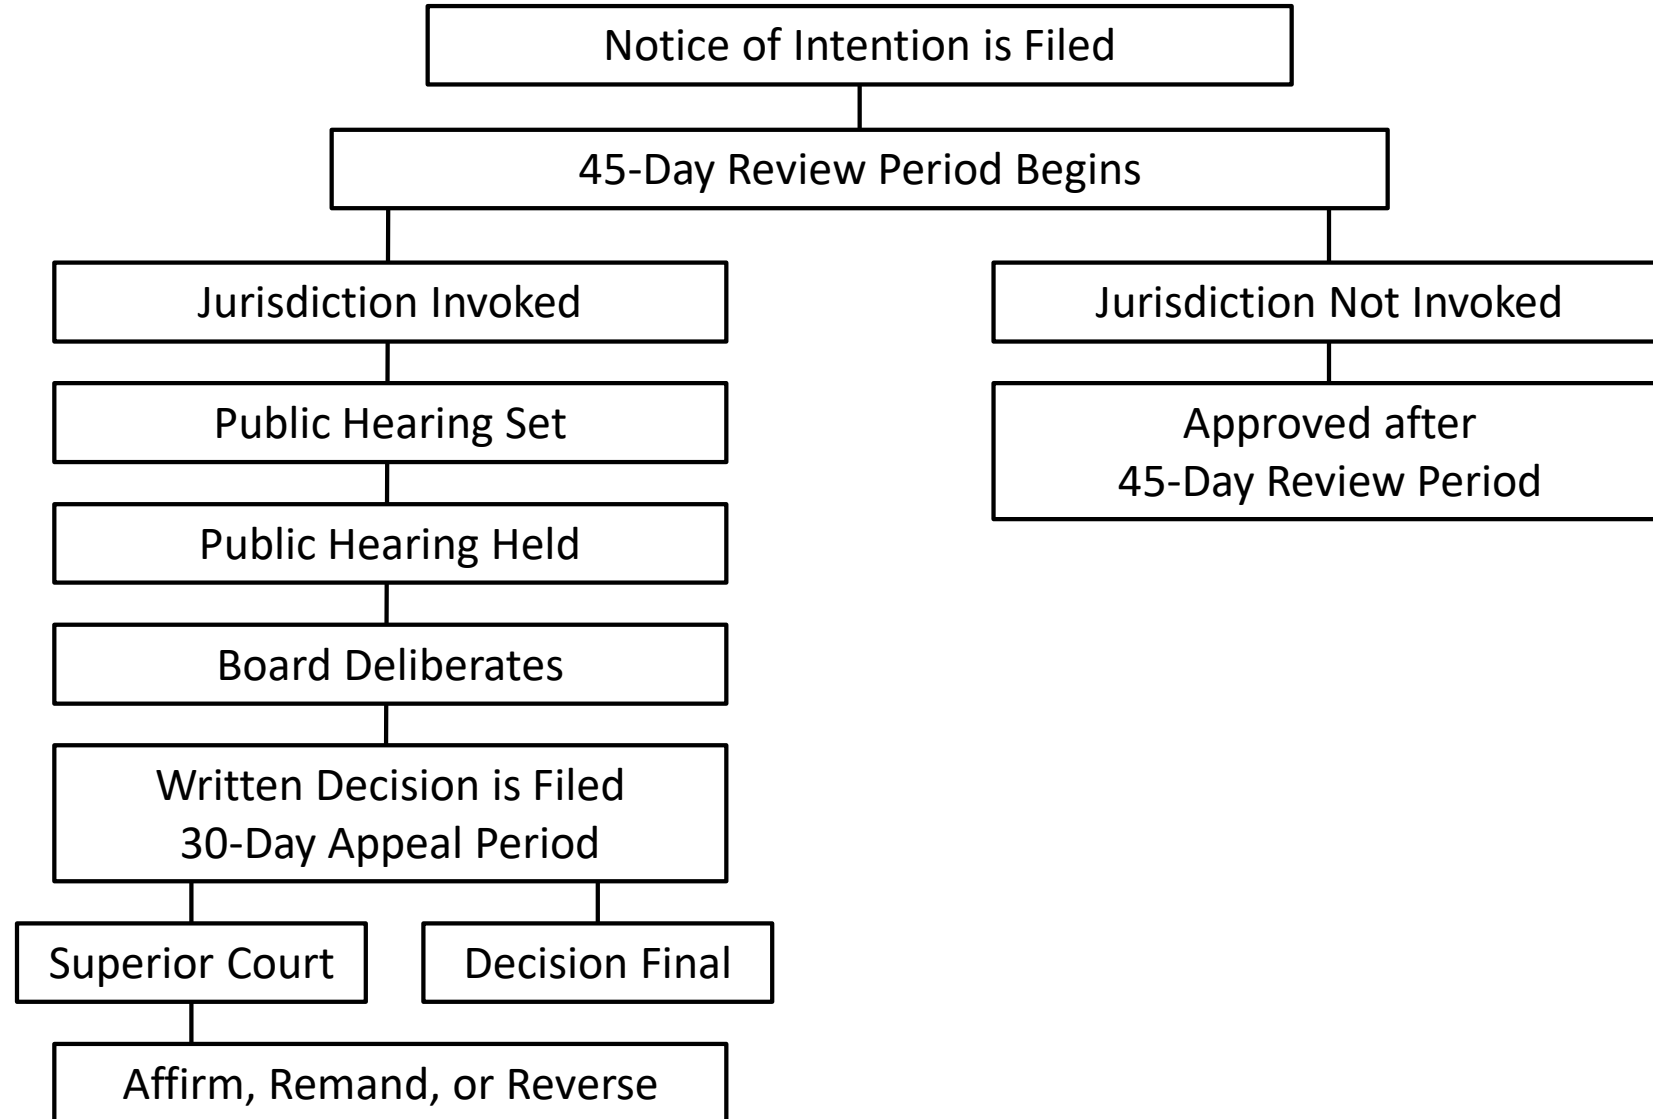 Notice of Intention is Filed
45-Day Review Period Begins
Jurisdiction Invoked
Jurisdiction Not Invoked
Public Hearing Set
Approved after
45-Day Review Period
Public Hearing Held
Board Deliberates
Written Decision is Filed
30-Day Appeal Period
Superior Court
Decision Final
Affirm, Remand, or Reverse